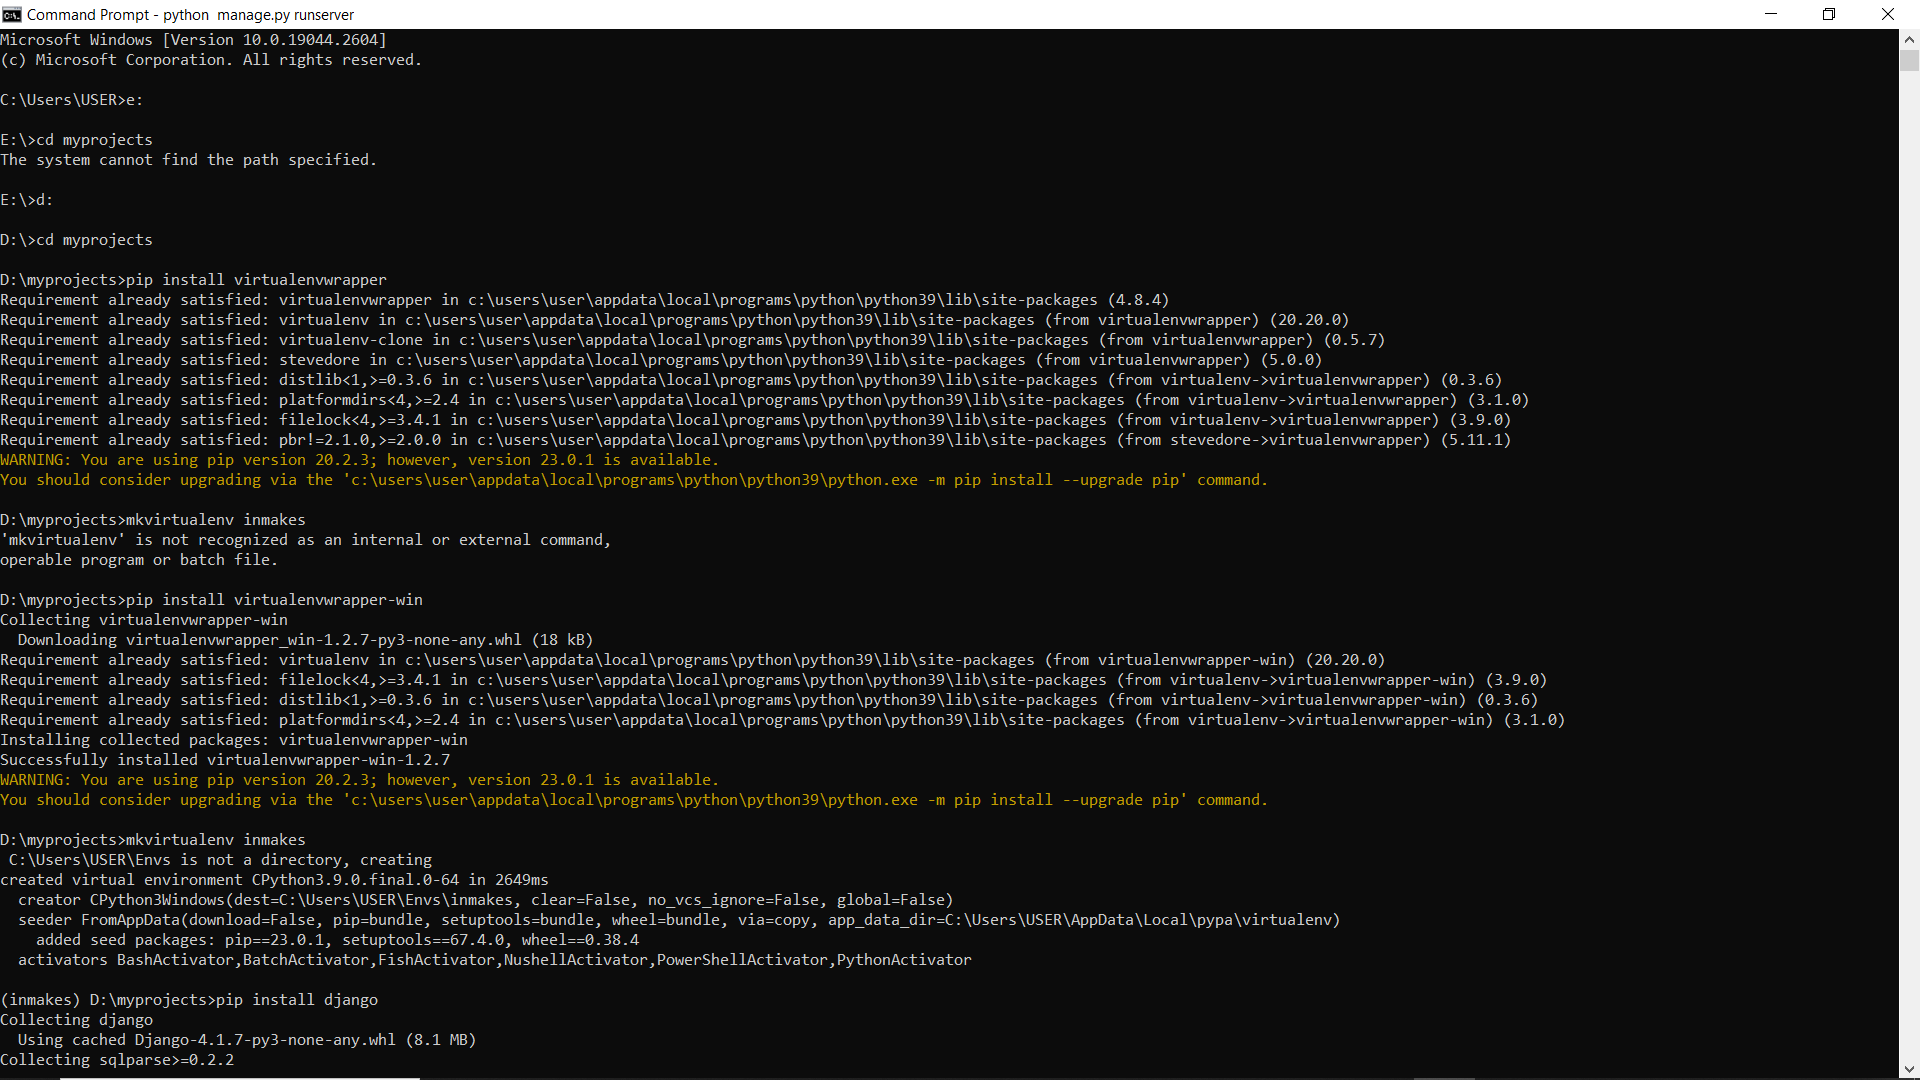 Command Prompt - python  manage.py runserver
Microsoft Windows [Version 10.0.19044.2604]
(c) Microsoft Corporation. All rights reserved.
C:\Users\USER>e:
E:\>cd myprojects
The system cannot find the path specified.
E:\>d:
D:\>cd myprojects
D:\myprojects>pip install virtualenvwrapper
Requirement already satisfied: virtualenvwrapper in c:\users\user\appdata\local\programs\python\python39\lib\site-packages (4.8.4)
Requirement already satisfied: virtualenv in c:\users\user\appdata\local\programs\python\python39\lib\site-packages (from virtualenvwrapper) (20.20.0)
Requirement already satisfied: virtualenv-clone in c:\users\user\appdata\local\programs\python\python39\lib\site-packages (from virtualenvwrapper) (0.5.7)
Requirement already satisfied: stevedore in c:\users\user\appdata\local\programs\python\python39\lib\site-packages (from virtualenvwrapper) (5.0.0)
Requirement already satisfied: distlib<1,>=0.3.6 in c:\users\user\appdata\local\programs\python\python39\lib\site-packages (from virtualenv->virtualenvwrapper) (0.3.6)
Requirement already satisfied: platformdirs<4,>=2.4 in c:\users\user\appdata\local\programs\python\python39\lib\site-packages (from virtualenv->virtualenvwrapper) (3.1.0)
Requirement already satisfied: filelock<4,>=3.4.1 in c:\users\user\appdata\local\programs\python\python39\lib\site-packages (from virtualenv->virtualenvwrapper) (3.9.0)
Requirement already satisfied: pbr!=2.1.0,>=2.0.0 in c:\users\user\appdata\local\programs\python\python39\lib\site-packages (from stevedore->virtualenvwrapper) (5.11.1)
WARNING: You are using pip version 20.2.3; however, version 23.0.1 is available.
You should consider upgrading via the 'c:\users\user\appdata\local\programs\python\python39\python.exe -m pip install --upgrade pip' command.
D:\myprojects>mkvirtualenv inmakes
'mkvirtualenv' is not recognized as an internal or external command,
operable program or batch file.
D:\myprojects>pip install virtualenvwrapper-win
Collecting virtualenvwrapper-win
  Downloading virtualenvwrapper_win-1.2.7-py3-none-any.whl (18 kB)
Requirement already satisfied: virtualenv in c:\users\user\appdata\local\programs\python\python39\lib\site-packages (from virtualenvwrapper-win) (20.20.0)
Requirement already satisfied: filelock<4,>=3.4.1 in c:\users\user\appdata\local\programs\python\python39\lib\site-packages (from virtualenv->virtualenvwrapper-win) (3.9.0)
Requirement already satisfied: distlib<1,>=0.3.6 in c:\users\user\appdata\local\programs\python\python39\lib\site-packages (from virtualenv->virtualenvwrapper-win) (0.3.6)
Requirement already satisfied: platformdirs<4,>=2.4 in c:\users\user\appdata\local\programs\python\python39\lib\site-packages (from virtualenv->virtualenvwrapper-win) (3.1.0)
Installing collected packages: virtualenvwrapper-win
Successfully installed virtualenvwrapper-win-1.2.7
WARNING: You are using pip version 20.2.3; however, version 23.0.1 is available.
You should consider upgrading via the 'c:\users\user\appdata\local\programs\python\python39\python.exe -m pip install --upgrade pip' command.
D:\myprojects>mkvirtualenv inmakes
 C:\Users\USER\Envs is not a directory, creating
created virtual environment CPython3.9.0.final.0-64 in 2649ms
  creator CPython3Windows(dest=C:\Users\USER\Envs\inmakes, clear=False, no_vcs_ignore=False, global=False)
  seeder FromAppData(download=False, pip=bundle, setuptools=bundle, wheel=bundle, via=copy, app_data_dir=C:\Users\USER\AppData\Local\pypa\virtualenv)
    added seed packages: pip==23.0.1, setuptools==67.4.0, wheel==0.38.4
  activators BashActivator,BatchActivator,FishActivator,NushellActivator,PowerShellActivator,PythonActivator
(inmakes) D:\myprojects>pip install django
Collecting django
  Using cached Django-4.1.7-py3-none-any.whl (8.1 MB)
Collecting sqlparse>=0.2.2